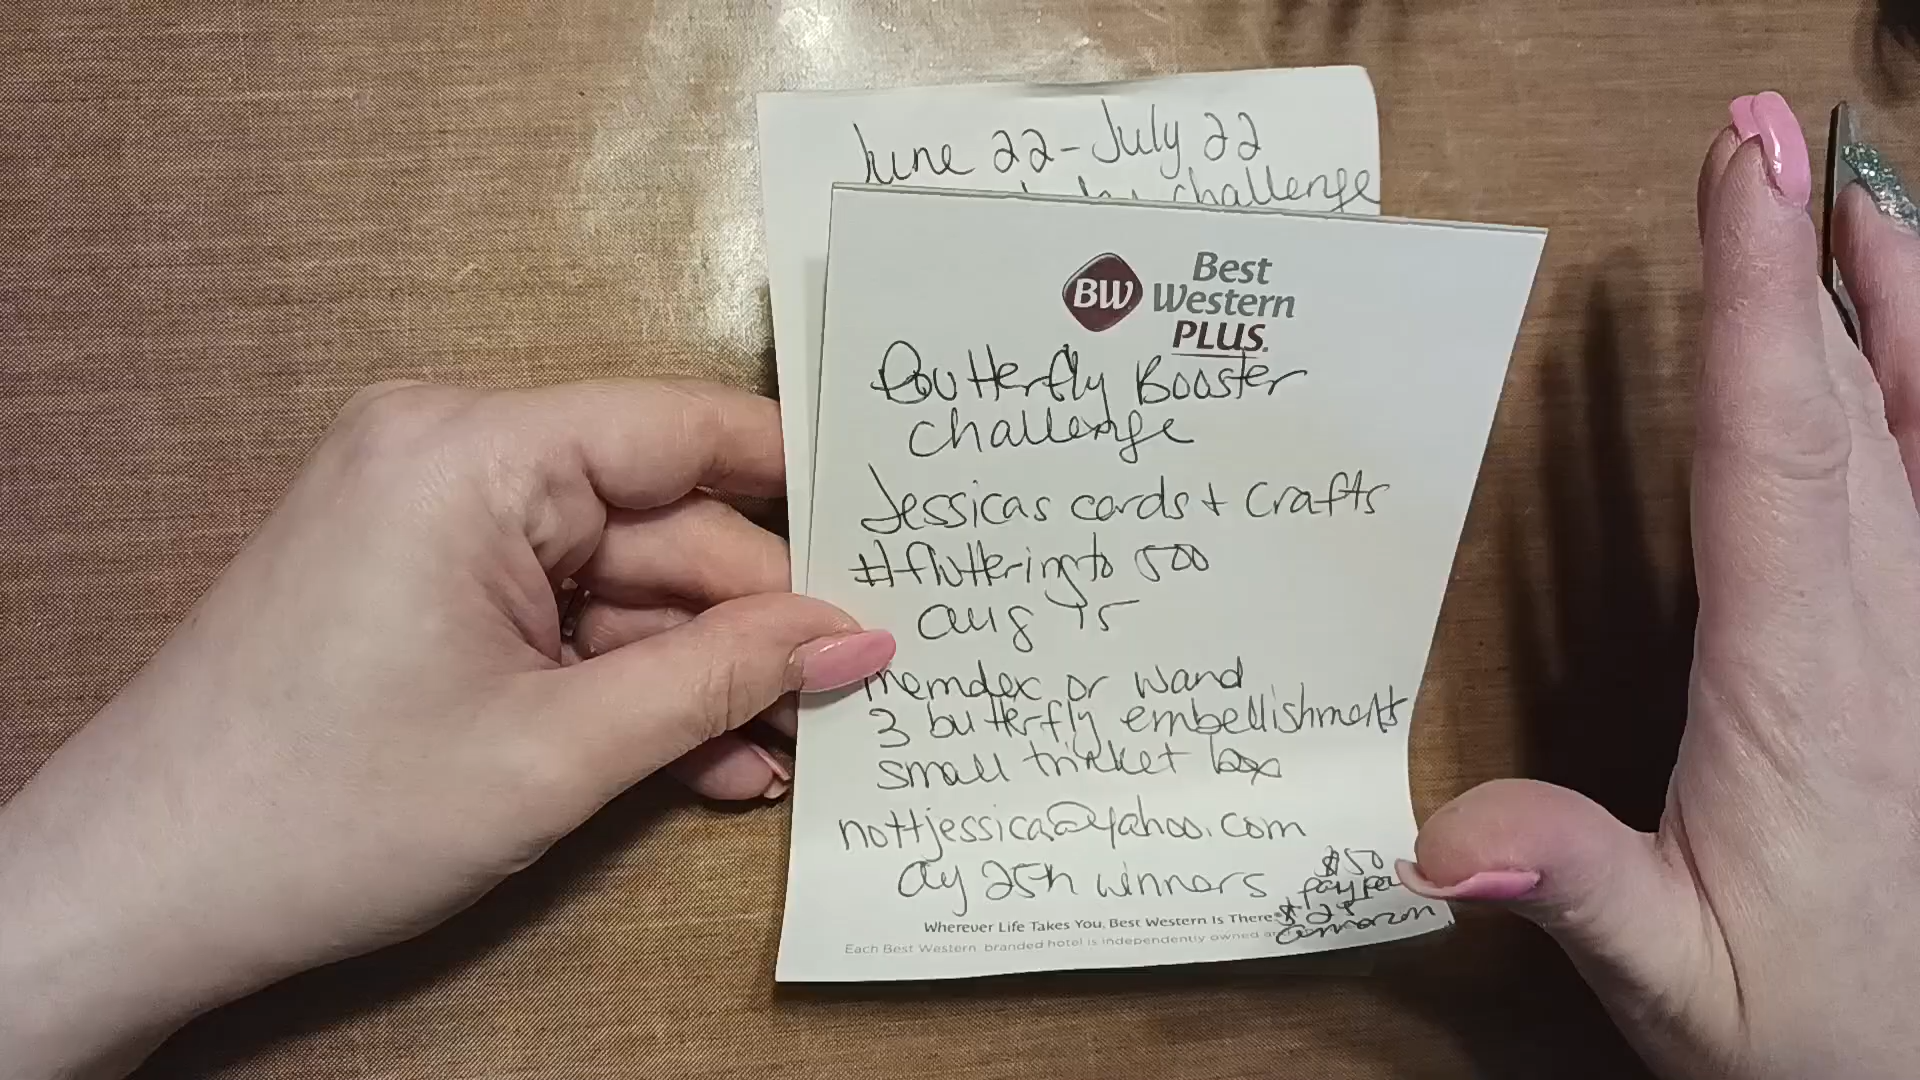 June 22 - July 22
challenge
BW Best
Western
PLUS.
Butterfly Booster
challenge
Jessicas cards + Crafts
#flutteringto 500
aug 15
memdex or wand
3 butterfly embellishments
small trinket box
nottjessica@yahoo.com
25th winners
$50
paypal
$25
amazon
Wherever Life Takes You, Best Western Is There.
Each Best Western branded hotel is independently owned